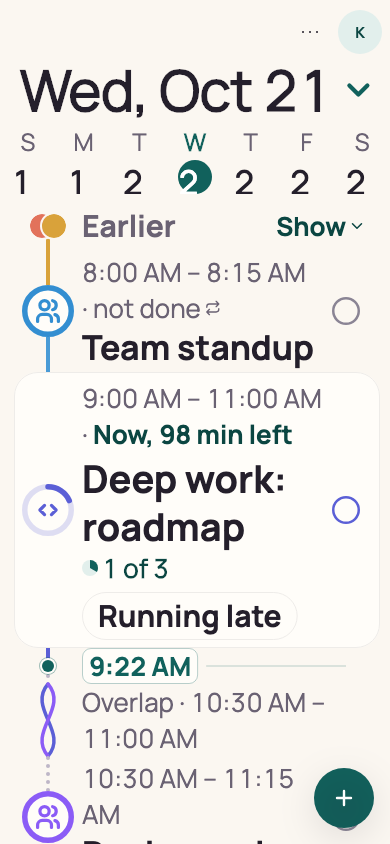 ...
K
Wed, Oct 21
S M T W T F S
1 1 2 2 2 2 2
Earlier
Show
8:00 AM – 8:15 AM
· not done
Team standup
9:00 AM – 11:00 AM
· Now, 98 min left
Deep work:
roadmap
1 of 3
Running late
9:22 AM
Overlap · 10:30 AM –
11:00 AM
10:30 AM – 11:15
AM